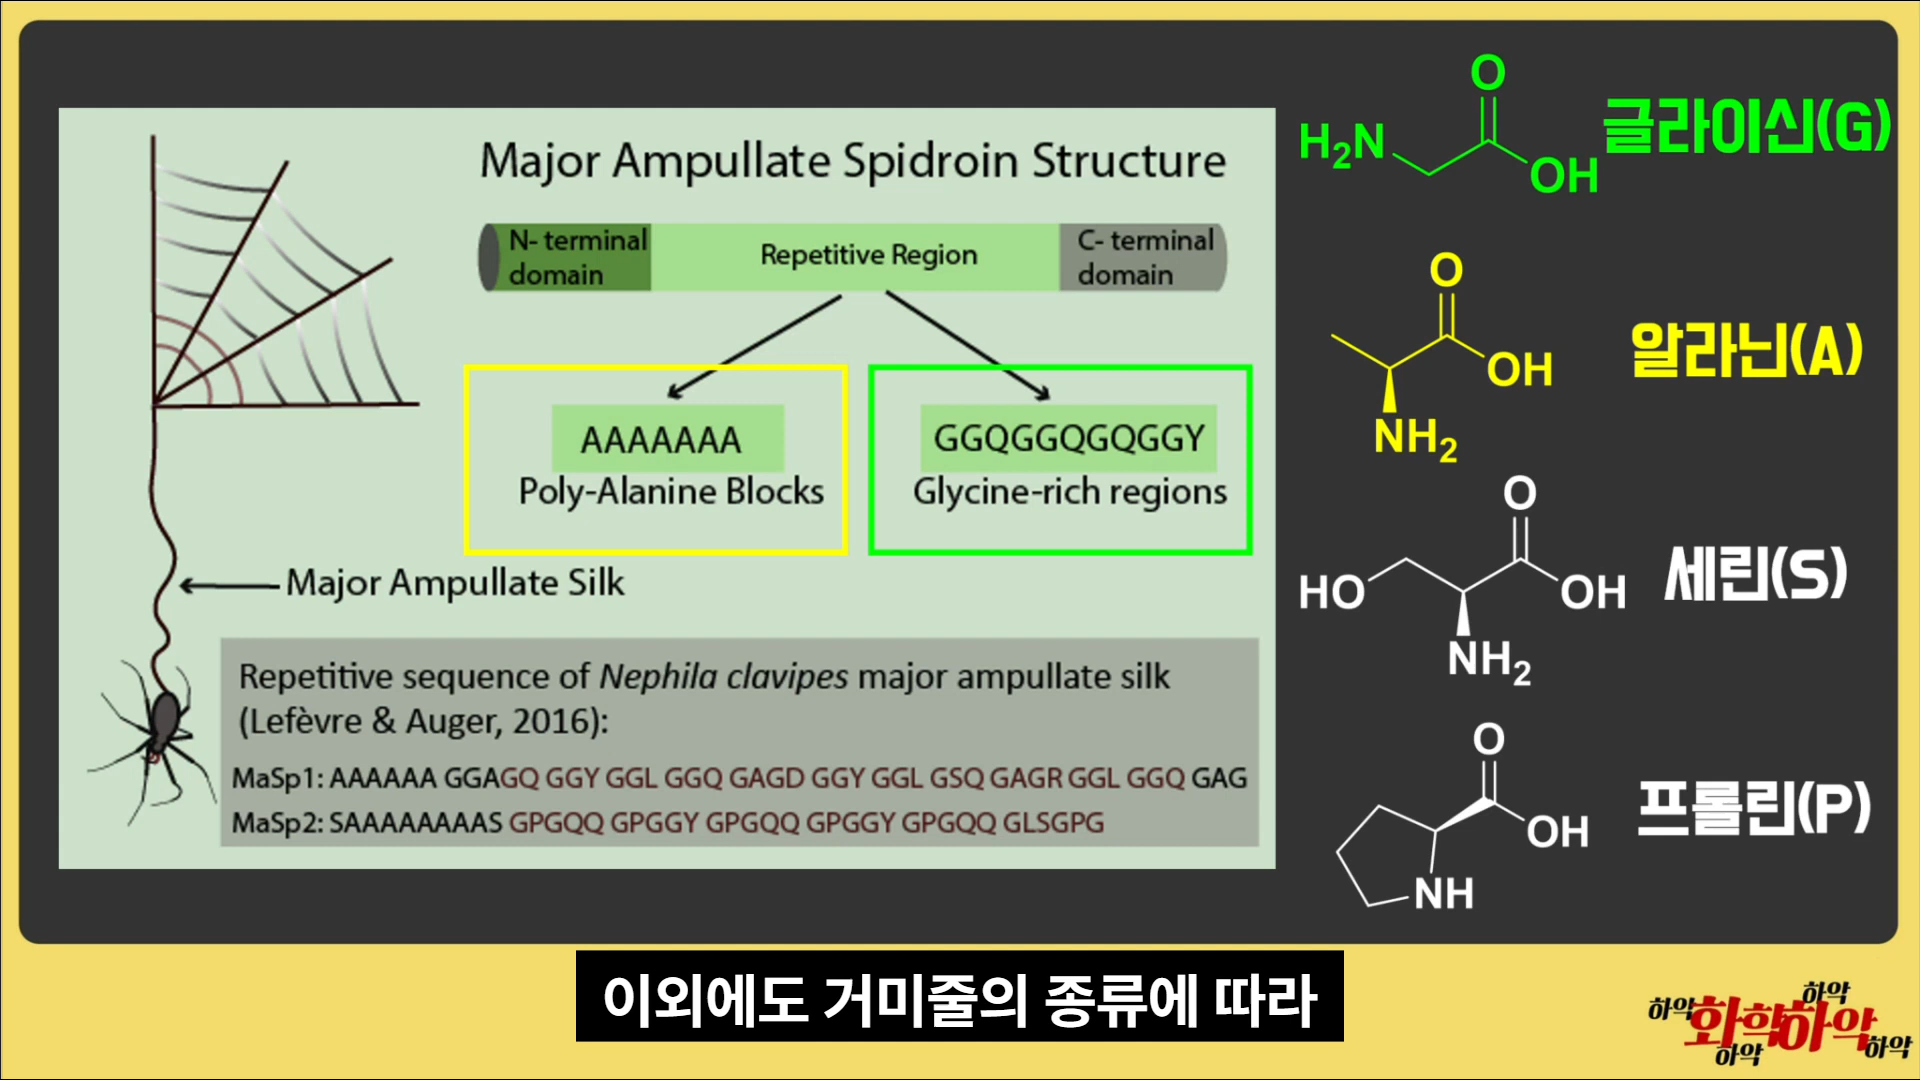 Major Ampullate Spidroin Structure
N- terminal
domain
Repetitive Region
C- terminal
domain
AAAAAAA
Poly-Alanine Blocks
GGQGGQGQGGY
Glycine-rich regions
Major Ampullate Silk
Repetitive sequence of Nephila clavipes major ampullate silk
(Lefèvre & Auger, 2016):
MaSp1: AAAAAA GGAGQ GGY GGL GGQ GAGD GGY GGL GSQ GAGR GGL GGQ GAG
MaSp2: SAAAAAAAAS GPGQQ GPGGY GPGQQ GPGGY GPGQQ GLSGPG
O
H₂N
OH
글라이신(G)
O
OH
NH₂
알라닌(A)
O
HO
OH
NH₂
세린(S)
O
OH
NH
프롤린(P)
이외에도 거미줄의 종류에 따라
하악
하악
화학하악
하악
하악